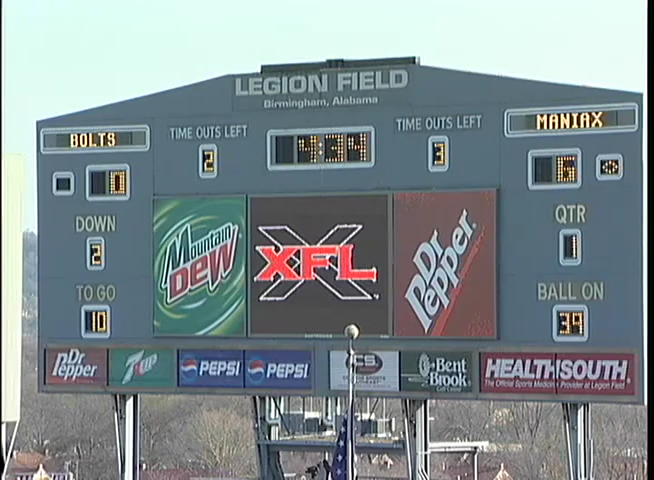 LEGION FIELD
Birmingham, Alabama
BOLTS
TIME OUTS LEFT
2
4:34
TIME OUTS LEFT
3
MANIAX
0
6
DOWN
2
QTR
1
TO GO
10
BALL ON
34
Mountain
DEW
XFL
Dr
Pepper
Dr
Pepper
7UP
PEPSI
PEPSI
CS
Bent
Brook
HEALTHSOUTH
The Official Sports Medicine Provider at Legion Field